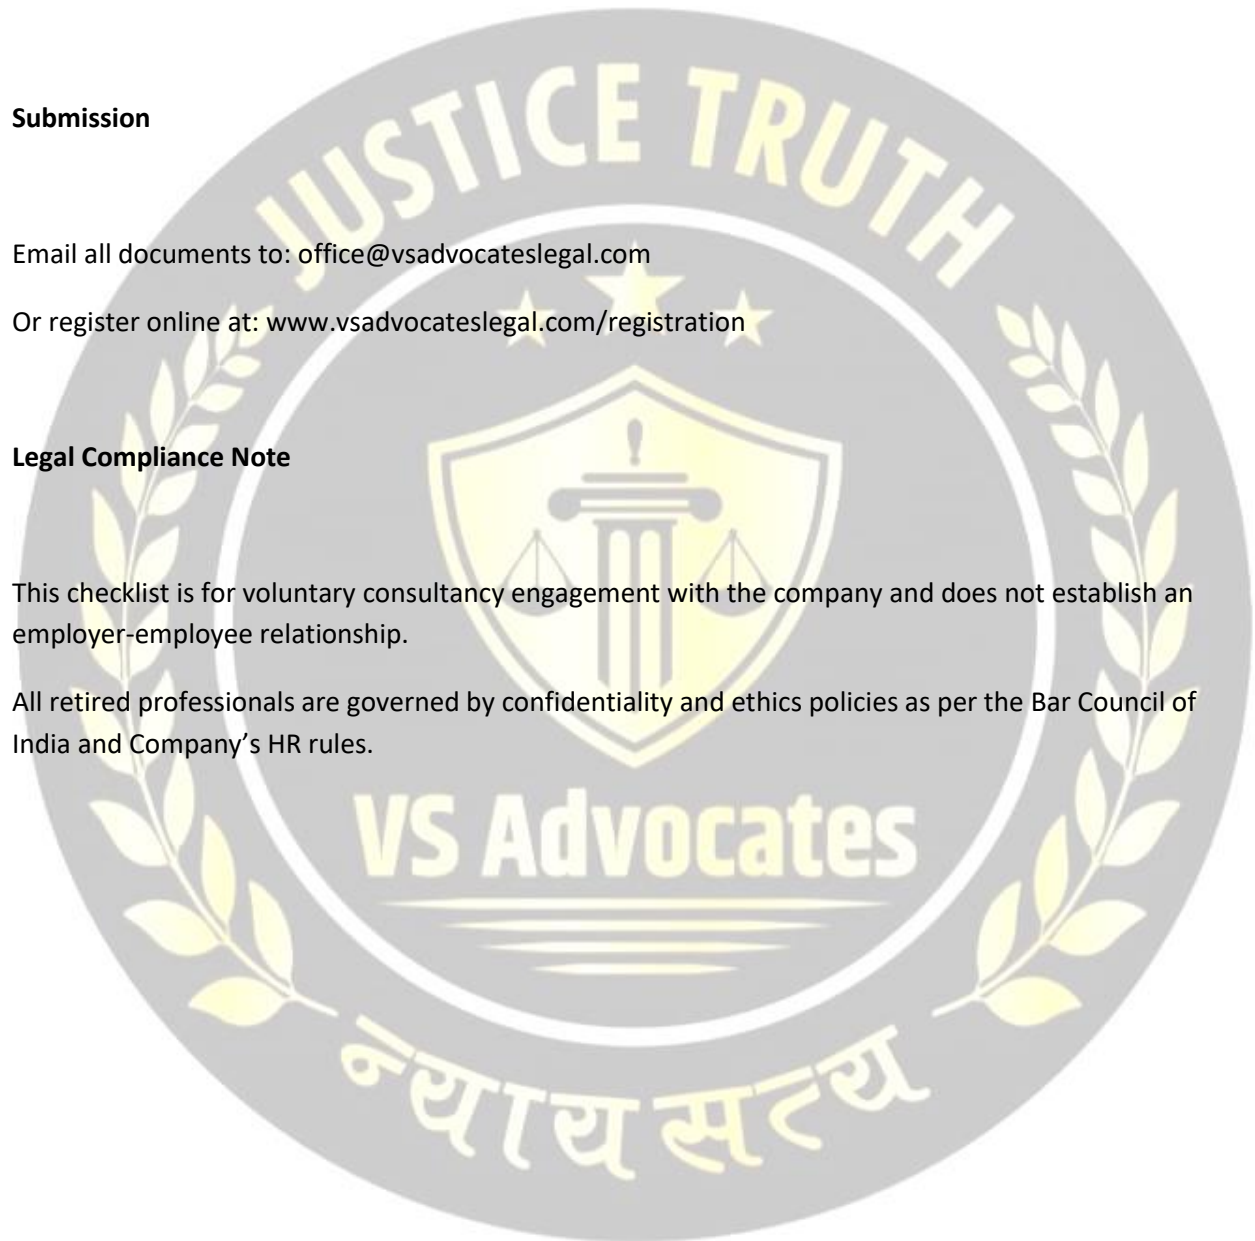 JUSTICE TRUTH
Submission
Email all documents to: office@vsadvocateslegal.com
Or register online at: www.vsadvocateslegal.com/registration
Legal Compliance Note
This checklist is for voluntary consultancy engagement with the company and does not establish an
employer-employee relationship.
All retired professionals are governed by confidentiality and ethics policies as per the Bar Council of
India and Company’s HR rules.
VS Advocates
न्याय सत्य